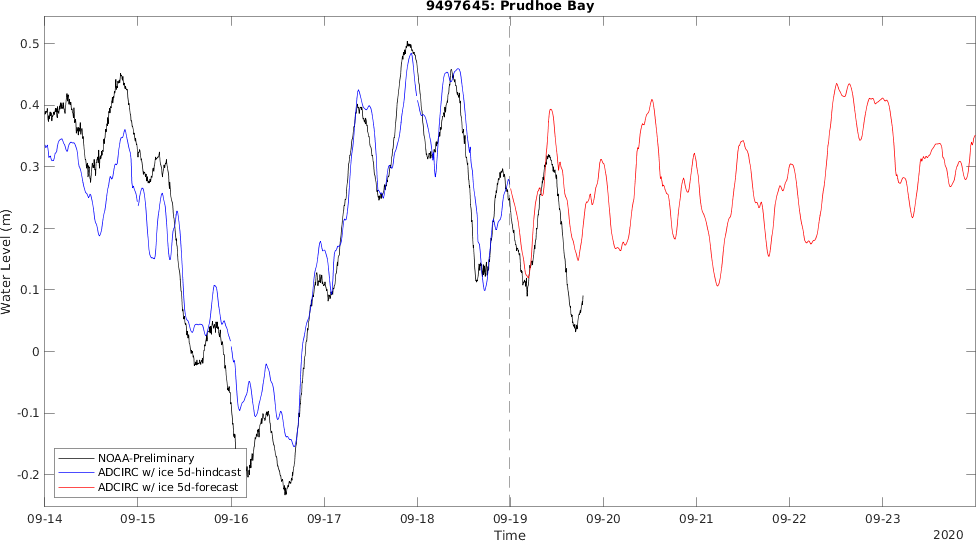 9497645: Prudhoe Bay
Water Level (m)
0.5
0.4
0.3
0.2
0.1
0
-0.1
-0.2
NOAA-Preliminary
ADCIRC w/ ice 5d-hindcast
ADCIRC w/ ice 5d-forecast
09-14 09-15 09-16 09-17 09-18 09-19 09-20 09-21 09-22 09-23
Time
2020